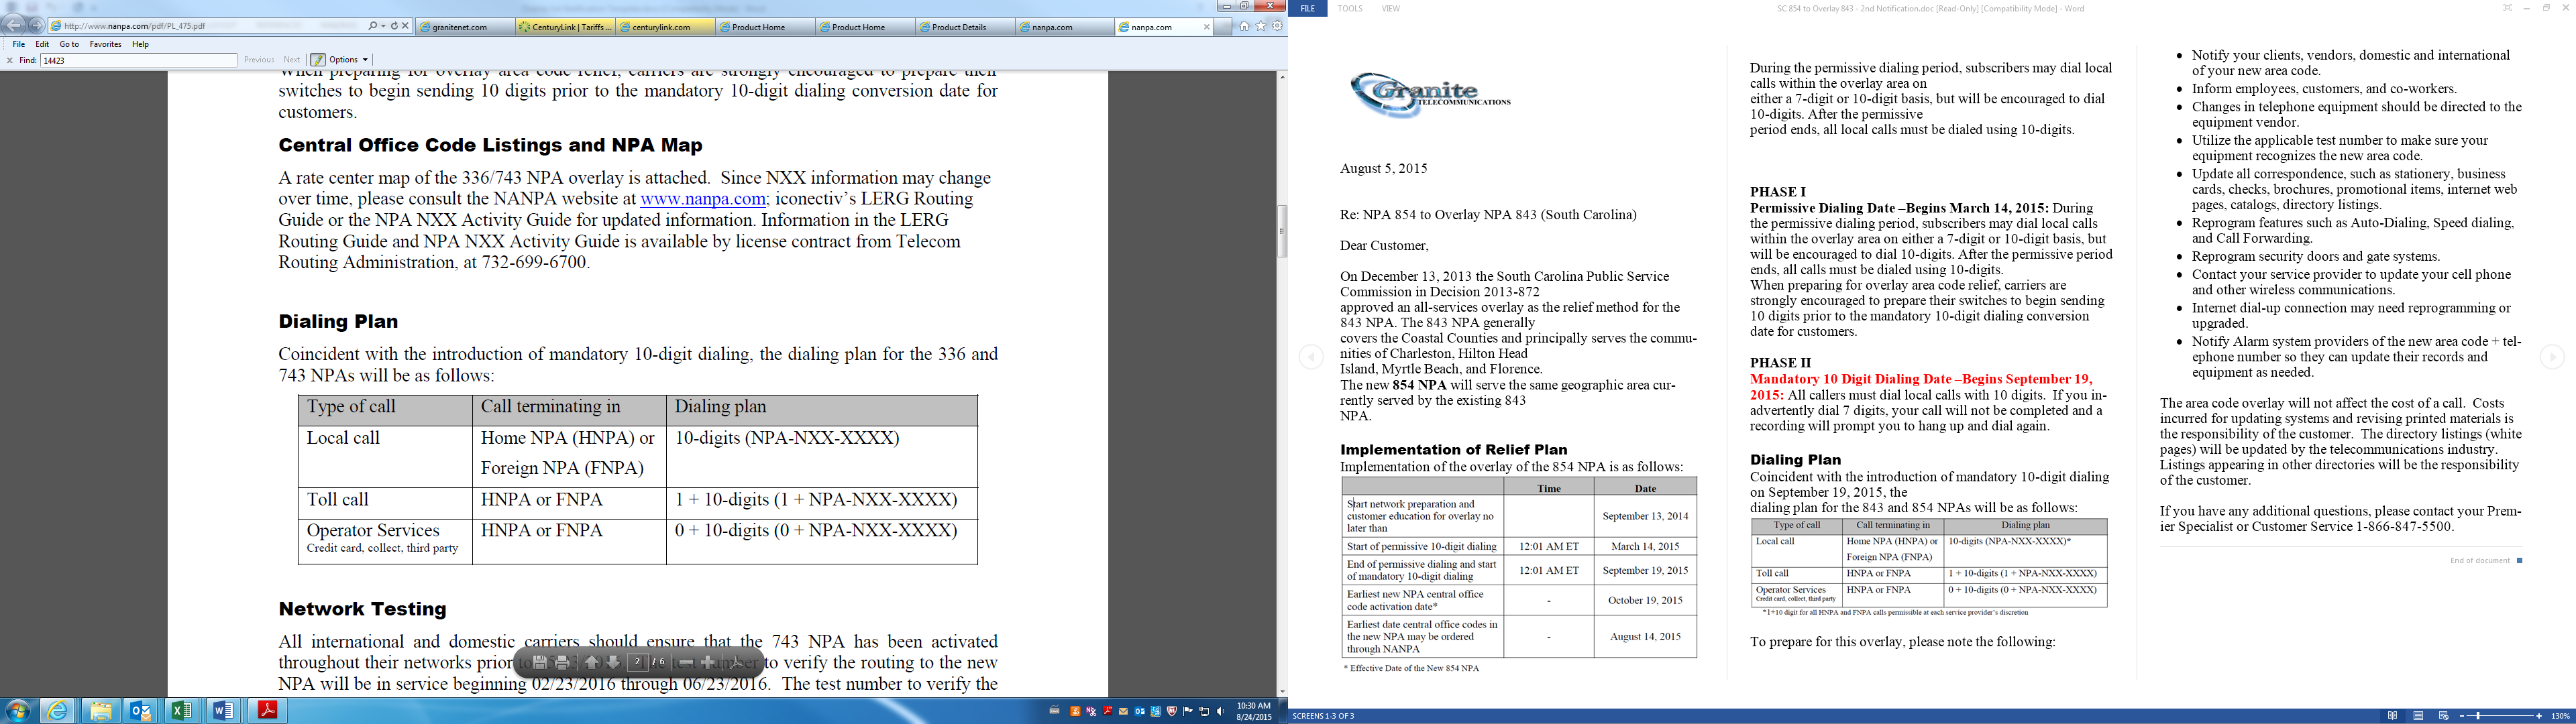 http://www.nanpa.com/pdf/PL_475.pdf
granitenet.com
CenturyLink | Tariffs ...
centurylink.com
Product Home
Product Home
Product Details
nanpa.com
nanpa.com
File Edit Go to Favorites Help
Find: 14423 Previous Next Options
When preparing for overlay area code relief, carriers are strongly encouraged to prepare their
switches to begin sending 10 digits prior to the mandatory 10-digit dialing conversion date for
customers.
Central Office Code Listings and NPA Map
A rate center map of the 336/743 NPA overlay is attached. Since NXX information may change
over time, please consult the NANPA website at www.nanpa.com; iconectiv's LERG Routing
Guide or the NPA NXX Activity Guide for updated information. Information in the LERG
Routing Guide and NPA NXX Activity Guide is available by license contract from Telecom
Routing Administration, at 732-699-6700.
Dialing Plan
Coincident with the introduction of mandatory 10-digit dialing, the dialing plan for the 336 and
743 NPAs will be as follows:
Type of call Call terminating in Dialing plan
Local call Home NPA (HNPA) or 10-digits (NPA-NXX-XXXX)
Foreign NPA (FNPA)
Toll call HNPA or FNPA 1 + 10-digits (1 + NPA-NXX-XXXX)
Operator Services HNPA or FNPA 0 + 10-digits (0 + NPA-NXX-XXXX)
Credit card, collect, third party
Network Testing
All international and domestic carriers should ensure that the 743 NPA has been activated
throughout their networks prior to verify the routing to the new
2 / 6
NPA will be in service beginning 02/23/2016 through 06/23/2016. The test number to verify the
10:30 AM
8/24/2015
FILE TOOLS VIEW
SC 854 to Overlay 843 - 2nd Notification.doc [Read-Only] [Compatibility Mode] - Word
Granite
TELECOMMUNICATIONS
August 5, 2015
Re: NPA 854 to Overlay NPA 843 (South Carolina)
Dear Customer,
On December 13, 2013 the South Carolina Public Service
Commission in Decision 2013-872
approved an all-services overlay as the relief method for the
843 NPA. The 843 NPA generally
covers the Coastal Counties and principally serves the commu-
nities of Charleston, Hilton Head
Island, Myrtle Beach, and Florence.
The new 854 NPA will serve the same geographic area cur-
rently served by the existing 843
NPA.
Implementation of Relief Plan
Implementation of the overlay of the 854 NPA is as follows:
Time Date
Start network preparation and
customer education for overlay no September 13, 2014
later than
Start of permissive 10-digit dialing 12:01 AM ET March 14, 2015
End of permissive dialing and start
of mandatory 10-digit dialing 12:01 AM ET September 19, 2015
Earliest new NPA central office
code activation date* - October 19, 2015
Earliest date central office codes in
the new NPA may be ordered - August 14, 2015
through NANPA
* Effective Date of the New 854 NPA
During the permissive dialing period, subscribers may dial local
calls within the overlay area on
either a 7-digit or 10-digit basis, but will be encouraged to dial
10-digits. After the permissive
period ends, all local calls must be dialed using 10-digits.
PHASE I
Permissive Dialing Date –Begins March 14, 2015: During
the permissive dialing period, subscribers may dial local calls
within the overlay area on either a 7-digit or 10-digit basis, but
will be encouraged to dial 10-digits. After the permissive period
ends, all calls must be dialed using 10-digits.
When preparing for overlay area code relief, carriers are
strongly encouraged to prepare their switches to begin sending
10 digits prior to the mandatory 10-digit dialing conversion
date for customers.
PHASE II
Mandatory 10 Digit Dialing Date –Begins September 19,
2015: All callers must dial local calls with 10 digits. If you in-
advertently dial 7 digits, your call will not be completed and a
recording will prompt you to hang up and dial again.
Dialing Plan
Coincident with the introduction of mandatory 10-digit dialing
on September 19, 2015, the
dialing plan for the 843 and 854 NPAs will be as follows:
Type of call Call terminating in Dialing plan
Local call Home NPA (HNPA) or 10-digits (NPA-NXX-XXXX)*
Foreign NPA (FNPA)
Toll call HNPA or FNPA 1 + 10-digits (1 + NPA-NXX-XXXX)
Operator Services HNPA or FNPA 0 + 10-digits (0 + NPA-NXX-XXXX)
Credit card, collect, third party
*1+10 digit for all HNPA and FNPA calls permissible at each service provider's discretion
To prepare for this overlay, please note the following:
• Notify your clients, vendors, domestic and international
of your new area code.
• Inform employees, customers, and co-workers.
• Changes in telephone equipment should be directed to the
equipment vendor.
• Utilize the applicable test number to make sure your
equipment recognizes the new area code.
• Update all correspondence, such as stationery, business
cards, checks, brochures, promotional items, internet web
pages, catalogs, directory listings.
• Reprogram features such as Auto-Dialing, Speed dialing,
and Call Forwarding.
• Reprogram security doors and gate systems.
• Contact your service provider to update your cell phone
and other wireless communications.
• Internet dial-up connection may need reprogramming or
upgraded.
• Notify Alarm system providers of the new area code + tel-
ephone number so they can update their records and
equipment as needed.
The area code overlay will not affect the cost of a call. Costs
incurred for updating systems and revising printed materials is
the responsibility of the customer. The directory listings (white
pages) will be updated by the telecommunications industry.
Listings appearing in other directories will be the responsibility
of the customer.
If you have any additional questions, please contact your Prem-
ier Specialist or Customer Service 1-866-847-5500.
End of document
SCREENS 1-3 OF 3
130%